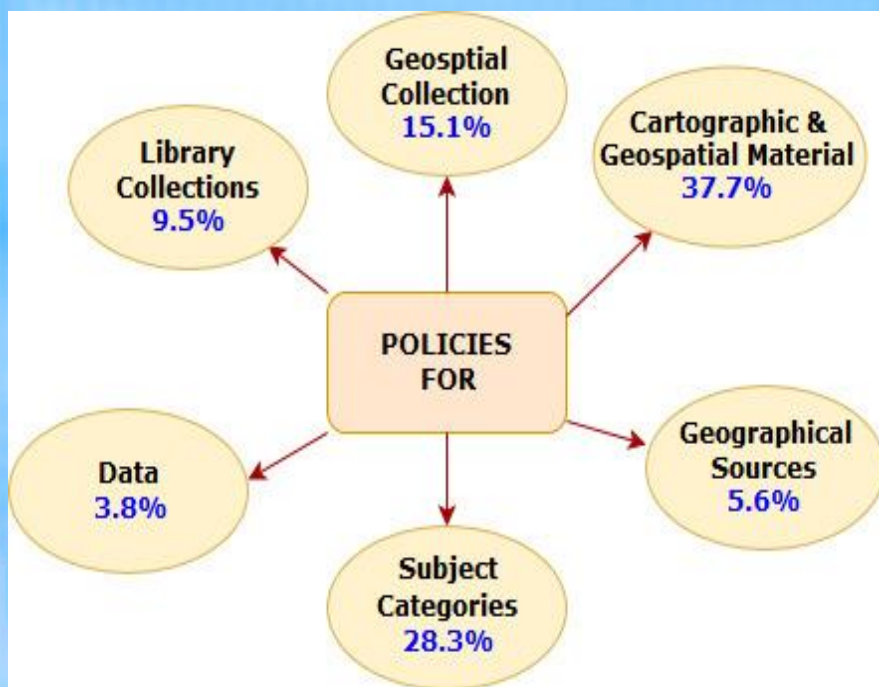 Geosptial
Collection
15.1%
Cartographic &
Geospatial Material
37.7%
Library
Collections
9.5%
POLICIES
FOR
Geographical
Sources
5.6%
Data
3.8%
Subject
Categories
28.3%